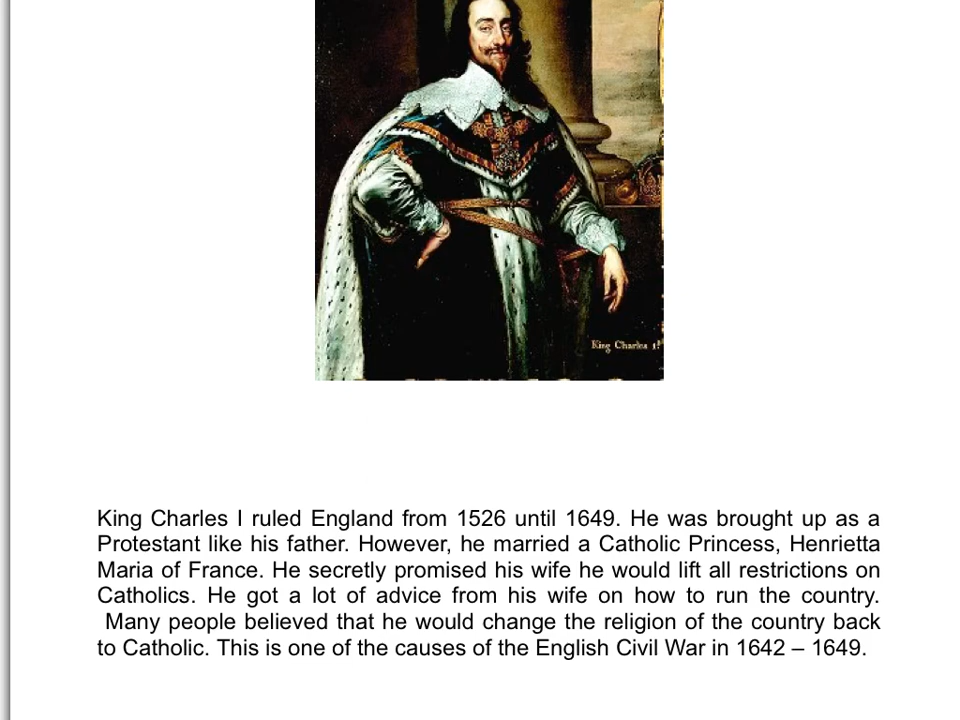 King Charles 1st
King Charles I ruled England from 1526 until 1649. He was brought up as a
Protestant like his father. However, he married a Catholic Princess, Henrietta
Maria of France. He secretly promised his wife he would lift all restrictions on
Catholics. He got a lot of advice from his wife on how to run the country.
Many people believed that he would change the religion of the country back
to Catholic. This is one of the causes of the English Civil War in 1642 – 1649.